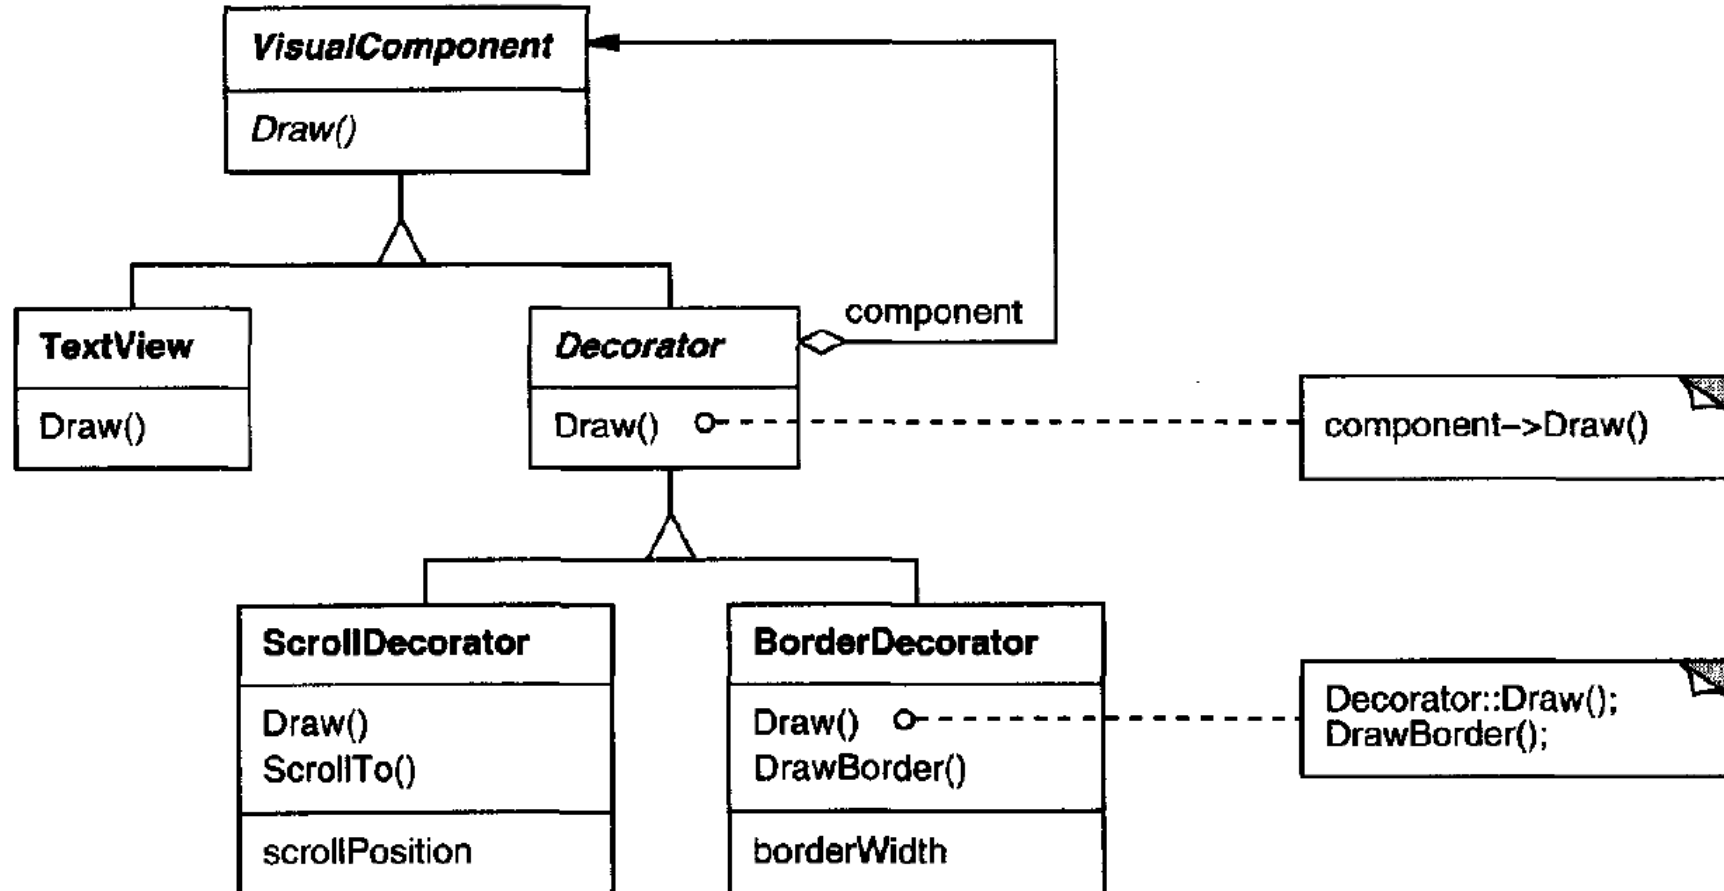 VisualComponent
Draw()
TextView
Draw()
Decorator
Draw()
component
component->Draw()
ScrollDecorator
Draw()
ScrollTo()
scrollPosition
BorderDecorator
Draw()
DrawBorder()
borderWidth
Decorator::Draw();
DrawBorder();